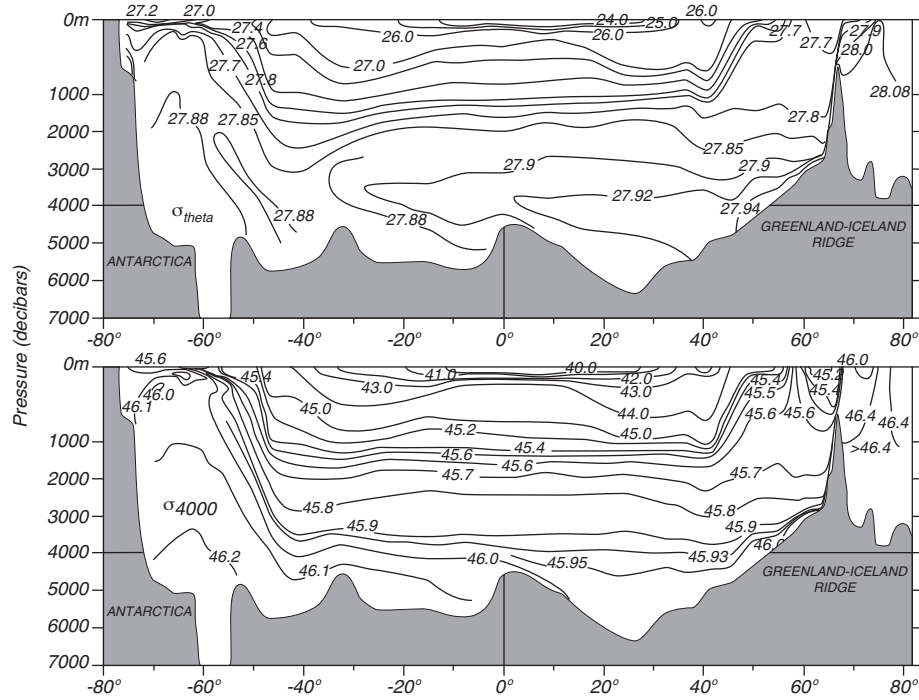 27.2 27.0 24.0 25.0 26.0
0m 27.4 26.0 26.0 27.7 27.9
27.6 27.7 28.0
27.7 27.8 27.0 28.08
1000
27.88 27.85 27.8
2000 27.85
3000 27.9 27.9
σtheta 27.88 27.88 27.92 27.94
4000
GREENLAND-ICELAND
RIDGE
5000
ANTARCTICA
6000
7000
-80° -60° -40° -20° 0° 20° 40° 60° 80°
Pressure (decibars)
45.6 46.0
0m 45.4 41.0 40.0 42.0 45.4 45.2
46.0 43.0 43.0 45.5 45.4
46.1 45.0 44.0 45.6 45.6 46.4 46.4
45.2 45.0
1000 45.4 >46.4
45.6 45.6
2000 45.7 45.7
σ4000 45.8 45.8
3000 45.9 45.9
46.0
4000 46.2 46.0 45.95 45.93
46.1 GREENLAND-ICELAND
RIDGE
5000
ANTARCTICA
6000
7000
-80° -60° -40° -20° 0° 20° 40° 60° 80°